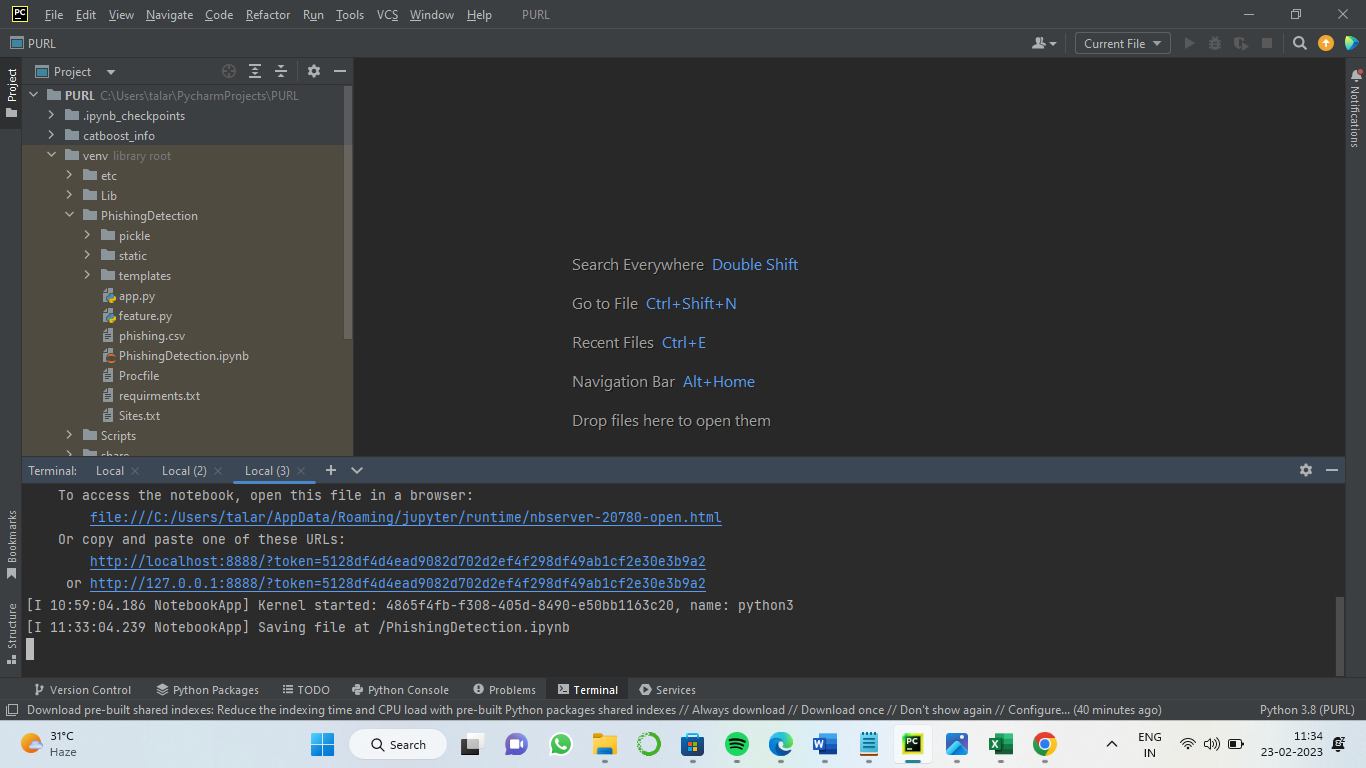 PC File Edit View Navigate Code Refactor Run Tools VCS Window Help PURL
PURL Current File
Project
Project
PURL C:\Users\talar\PycharmProjects\PURL
.ipynb_checkpoints
catboost_info
venv library root
etc
Lib
PhishingDetection
pickle
static
templates
app.py
feature.py
phishing.csv
PhishingDetection.ipynb
Procfile
requirments.txt
Sites.txt
Scripts
share
Search Everywhere Double Shift
Go to File Ctrl+Shift+N
Recent Files Ctrl+E
Navigation Bar Alt+Home
Drop files here to open them
Notifications
Terminal: Local Local (2) Local (3)
To access the notebook, open this file in a browser:
file:///C:/Users/talar/AppData/Roaming/jupyter/runtime/nbserver-20780-open.html
Or copy and paste one of these URLs:
http://localhost:8888/?token=5128df4d4ead9082d702d2ef4f298df49ab1cf2e30e3b9a2
or http://127.0.0.1:8888/?token=5128df4d4ead9082d702d2ef4f298df49ab1cf2e30e3b9a2
[I 10:59:04.186 NotebookApp] Kernel started: 4865f4fb-f308-405d-8490-e50bb1163c20, name: python3
[I 11:33:04.239 NotebookApp] Saving file at /PhishingDetection.ipynb
Bookmarks
Structure
Version Control Python Packages TODO Python Console Problems Terminal Services
Download pre-built shared indexes: Reduce the indexing time and CPU load with pre-built Python packages shared indexes // Always download // Download once // Don't show again // Configure... (40 minutes ago) Python 3.8 (PURL)
31°C
Haze
Search
W
PC
X
ENG
IN
11:34
23-02-2023